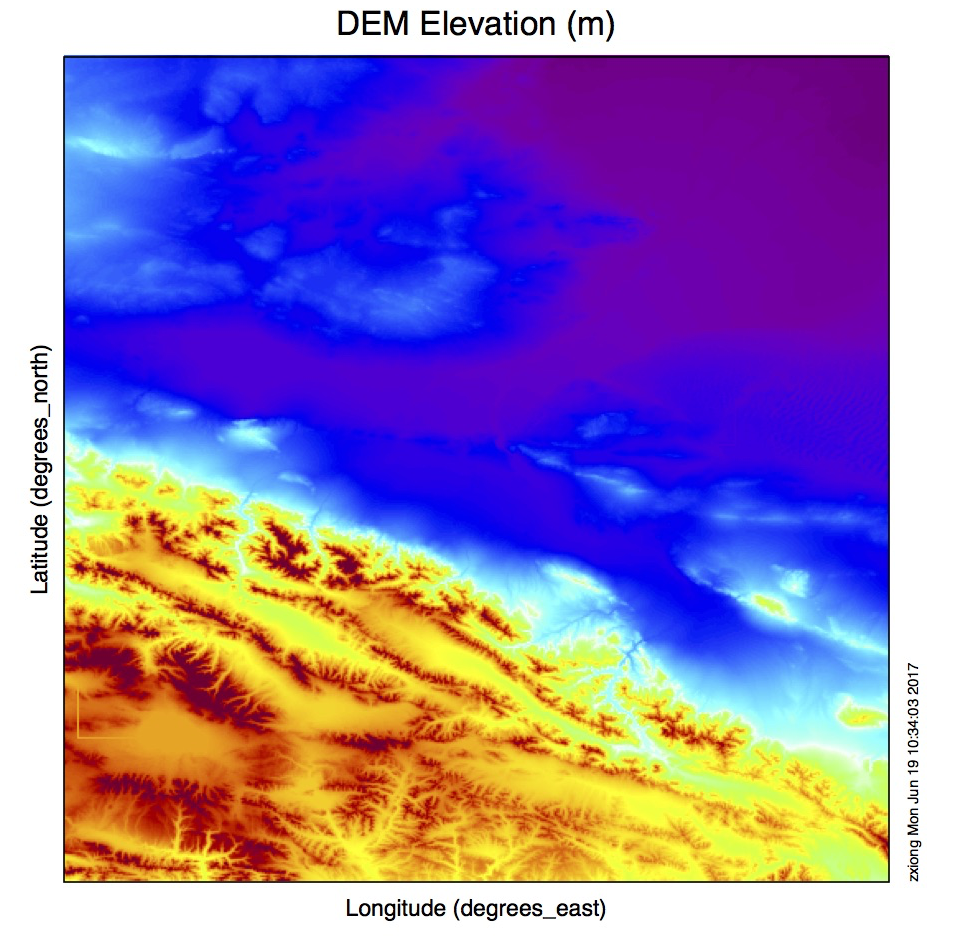 DEM Elevation (m)
Latitude (degrees_north)
Longitude (degrees_east)
zxiong Mon Jun 19 10:34:03 2017